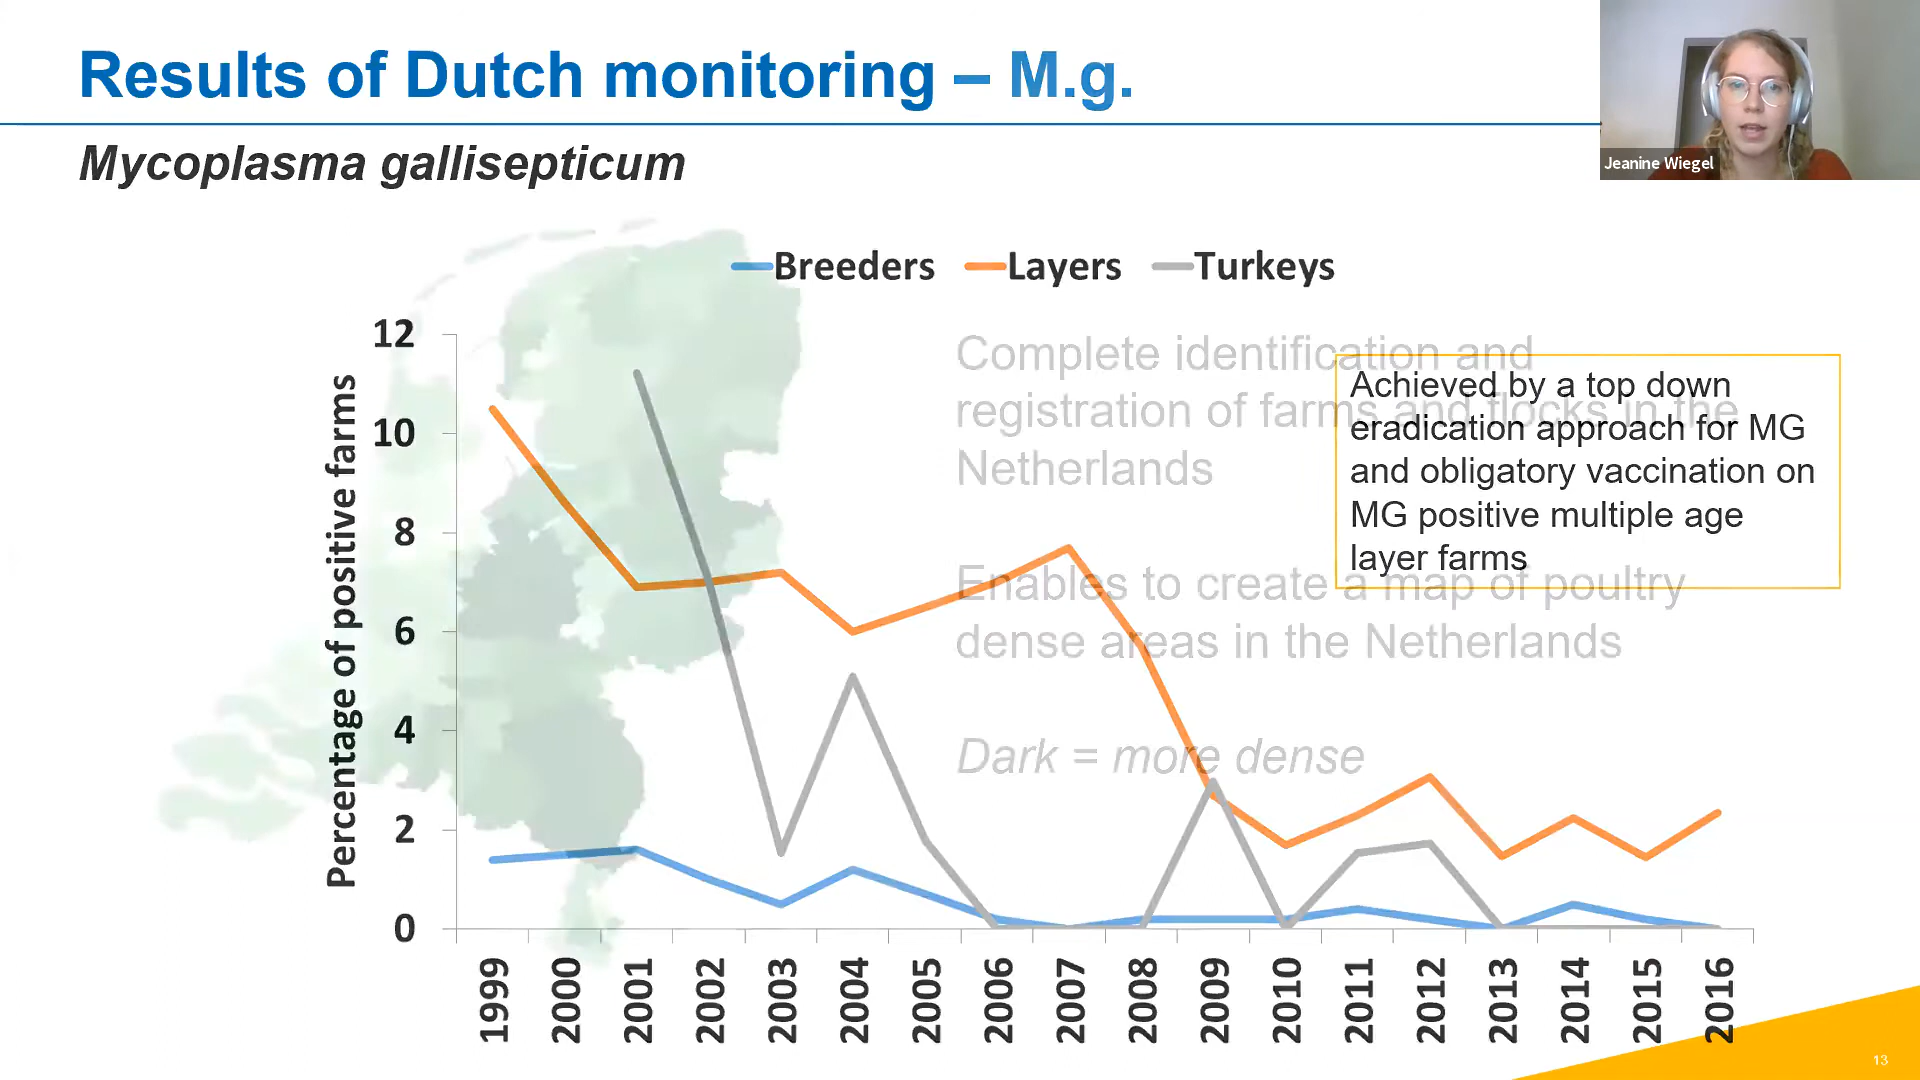 Results of Dutch monitoring – M.g.
Jeanine Wiegel
Mycoplasma gallisepticum
Breeders Layers Turkeys
Complete identification and
registration of farms and flocks in the
Netherlands
Enables to create a map of poultry
dense areas in the Netherlands
Dark = more dense
Achieved by a top down
eradication approach for MG
and obligatory vaccination on
MG positive multiple age
layer farms
Percentage of positive farms
12
10
8
6
4
2
0
1999 2000 2001 2002 2003 2004 2005 2006 2007 2008 2009 2010 2011 2012 2013 2014 2015 2016
13